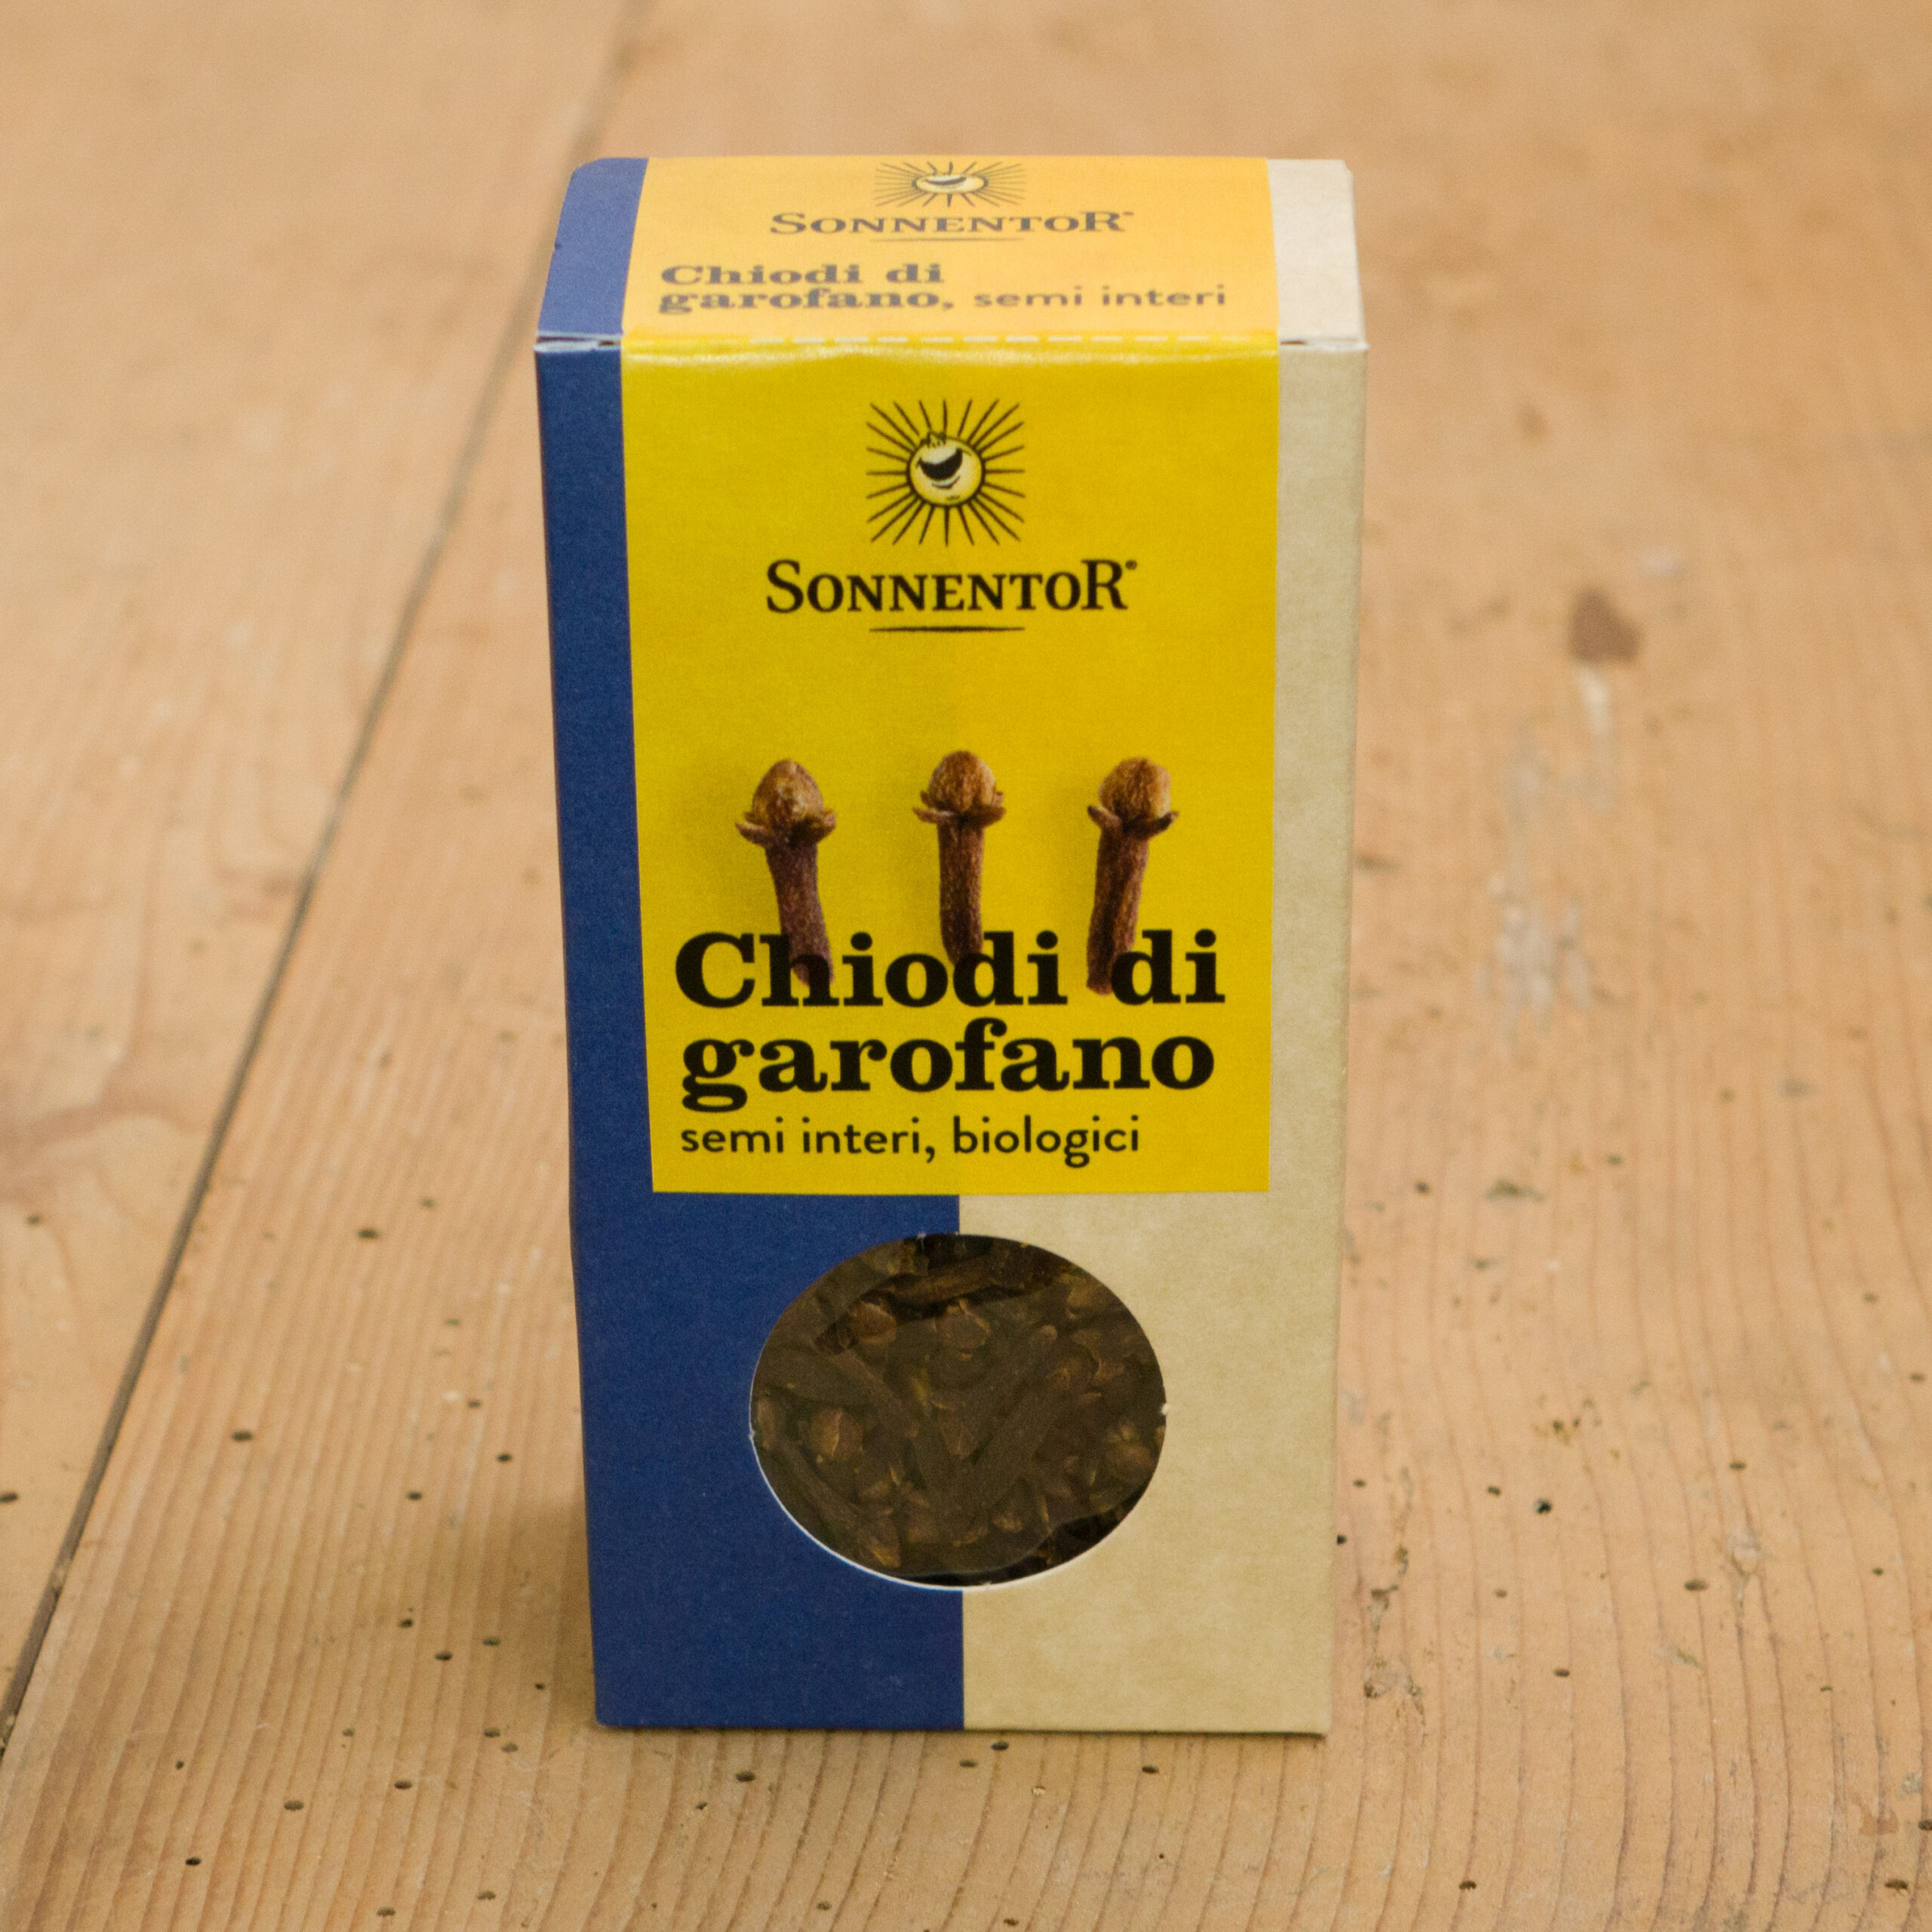 SONNENTOR®
Chiodi di
garofano, semi interi
SONNENTOR®
Chiodi di
garofano
semi interi, biologici